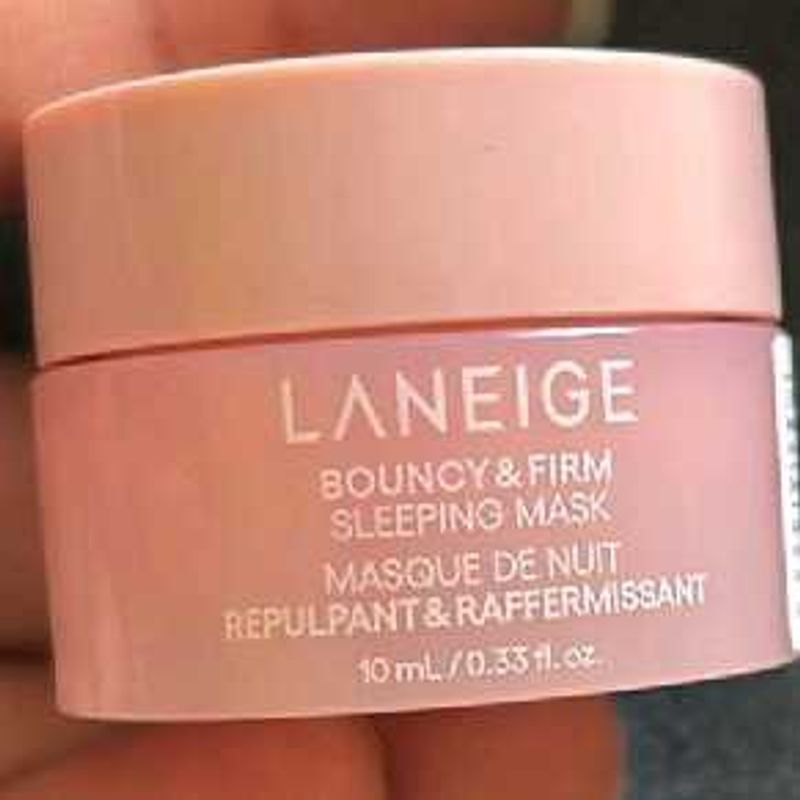 LANEIGE
BOUNCY & FIRM
SLEEPING MASK
MASQUE DE NUIT
REPULPANT & RAFFERMISSANT
10 mL / 0.33 fl. oz.